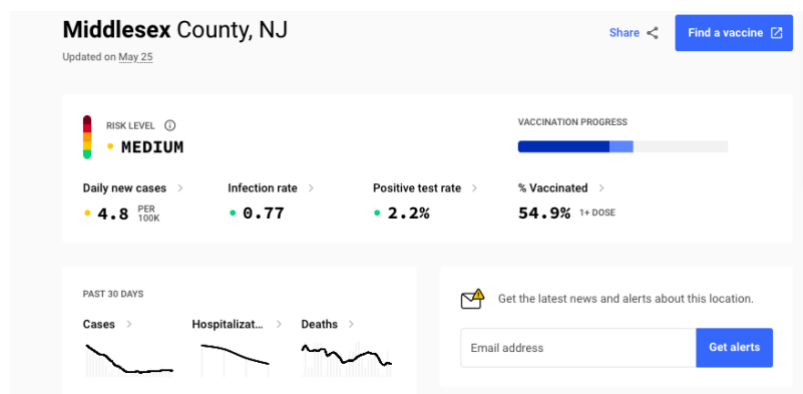 Middlesex County, NJ
Share
Find a vaccine
Updated on May 25
RISK LEVEL
MEDIUM
VACCINATION PROGRESS
Daily new cases
Infection rate
Positive test rate
% Vaccinated
4.8 PER 100K
0.77
2.2%
54.9% 1+ DOSE
PAST 30 DAYS
Cases
Hospitalizat...
Deaths
Get the latest news and alerts about this location.
Email address
Get alerts